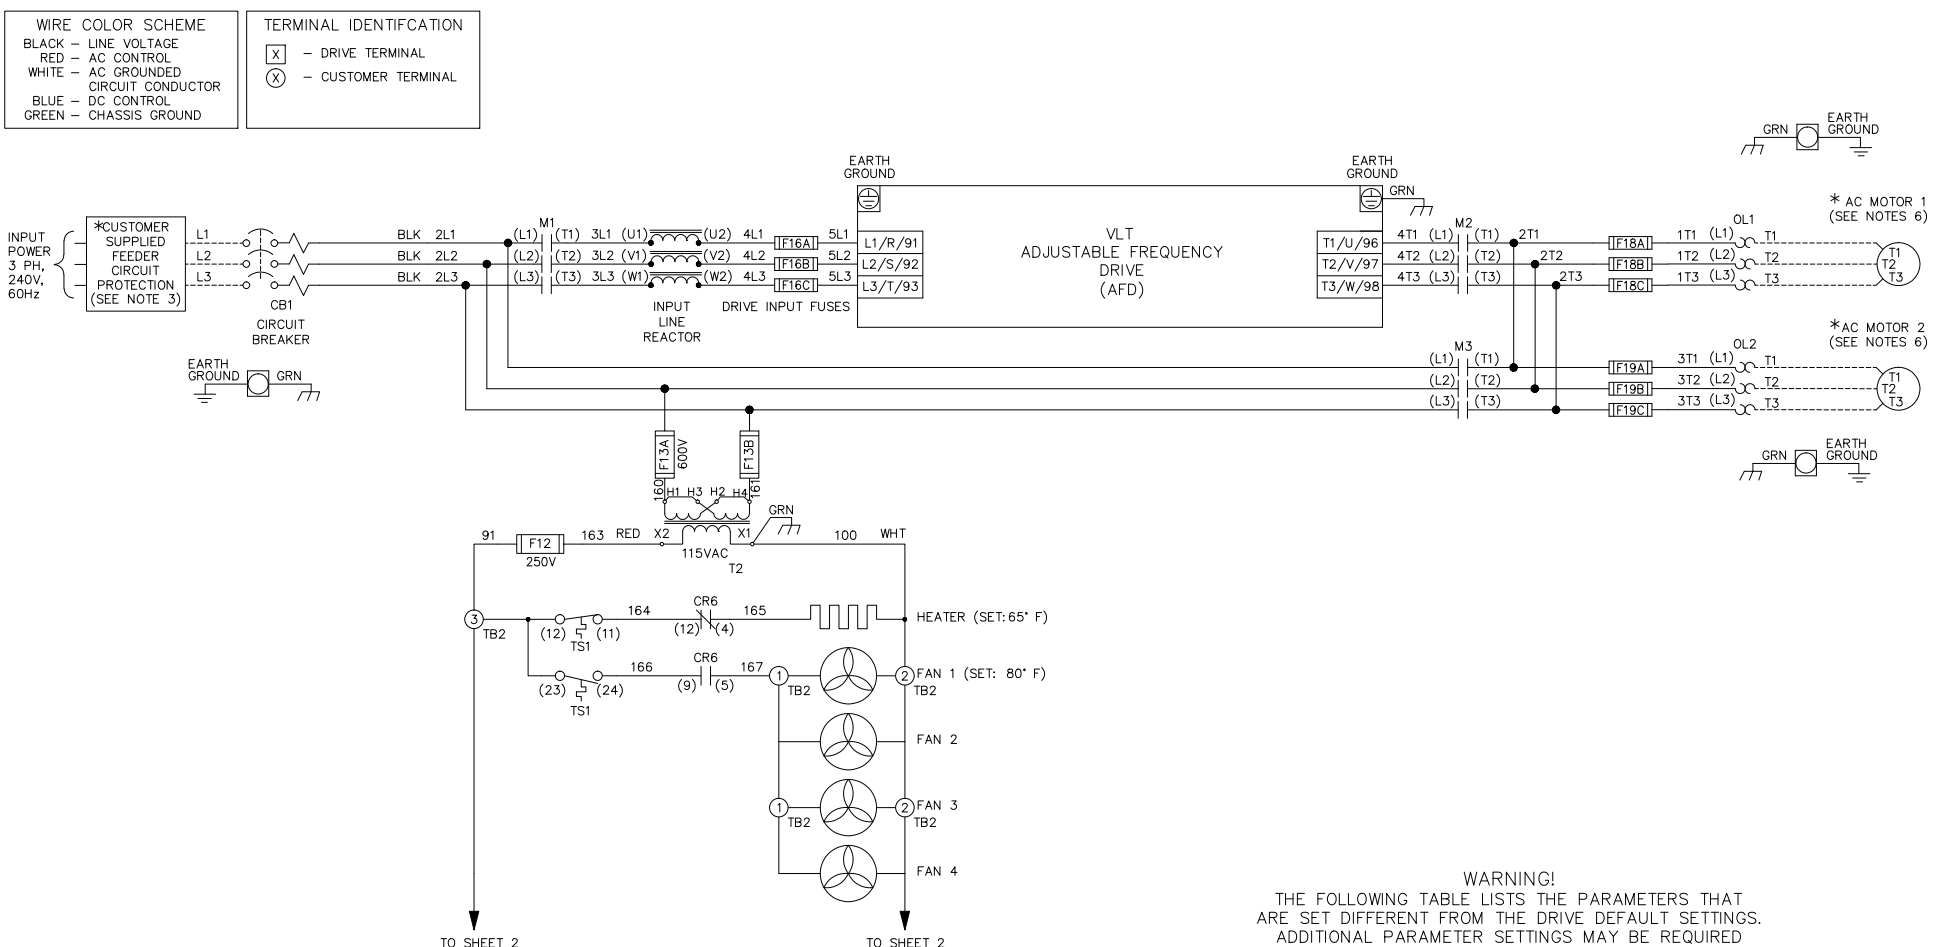 WIRE COLOR SCHEME
BLACK – LINE VOLTAGE
RED – AC CONTROL
WHITE – AC GROUNDED
CIRCUIT CONDUCTOR
BLUE – DC CONTROL
GREEN – CHASSIS GROUND
TERMINAL IDENTIFCATION
X – DRIVE TERMINAL
X – CUSTOMER TERMINAL
INPUT
POWER
3 PH,
240V,
60Hz
*CUSTOMER
SUPPLIED
FEEDER
CIRCUIT
PROTECTION
(SEE NOTE 3)
L1
L2
L3
CB1
CIRCUIT
BREAKER
EARTH
GROUND
GRN
BLK 2L1
BLK 2L2
BLK 2L3
M1
(L1) (T1) 3L1 (U1) (U2) 4L1 F16A 5L1
(L2) (T2) 3L2 (V1) (V2) 4L2 F16B 5L2
(L3) (T3) 3L3 (W1) (W2) 4L3 F16C 5L3
INPUT
LINE
REACTOR
DRIVE INPUT FUSES
EARTH
GROUND
L1/R/91
L2/S/92
L3/T/93
VLT
ADJUSTABLE FREQUENCY
DRIVE
(AFD)
EARTH
GROUND
GRN
T1/U/96
T2/V/97
T3/W/98
M2
4T1 (L1) (T1) 2T1 F18A 1T1 (L1) T1
4T2 (L2) (T2) 2T2 F18B 1T2 (L2) T2
4T3 (L3) (T3) 2T3 F18C 1T3 (L3) T3
OL1
GRN
EARTH
GROUND
* AC MOTOR 1
(SEE NOTES 6)
T1
T2
T3
M3
(L1) (T1) F19A 3T1 (L1) T1
(L2) (T2) F19B 3T2 (L2) T2
(L3) (T3) F19C 3T3 (L3) T3
OL2
*AC MOTOR 2
(SEE NOTES 6)
T1
T2
T3
GRN
EARTH
GROUND
F13A
600V
F13B
160
161
H1 H3 H2 H4
GRN
91 F12 163 RED X2 X1 100 WHT
250V
115VAC
T2
3
TB2
(12) (11)
TS1
164
CR6
(12) (4)
165
HEATER (SET: 65° F)
(23) (24)
TS1
166
CR6
(9) (5)
167
1
TB2
2
TB2
FAN 1 (SET: 80° F)
FAN 2
1
TB2
2
TB2
FAN 3
FAN 4
TO SHEET 2
TO SHEET 2
WARNING!
THE FOLLOWING TABLE LISTS THE PARAMETERS THAT
ARE SET DIFFERENT FROM THE DRIVE DEFAULT SETTINGS.
ADDITIONAL PARAMETER SETTINGS MAY BE REQUIRED